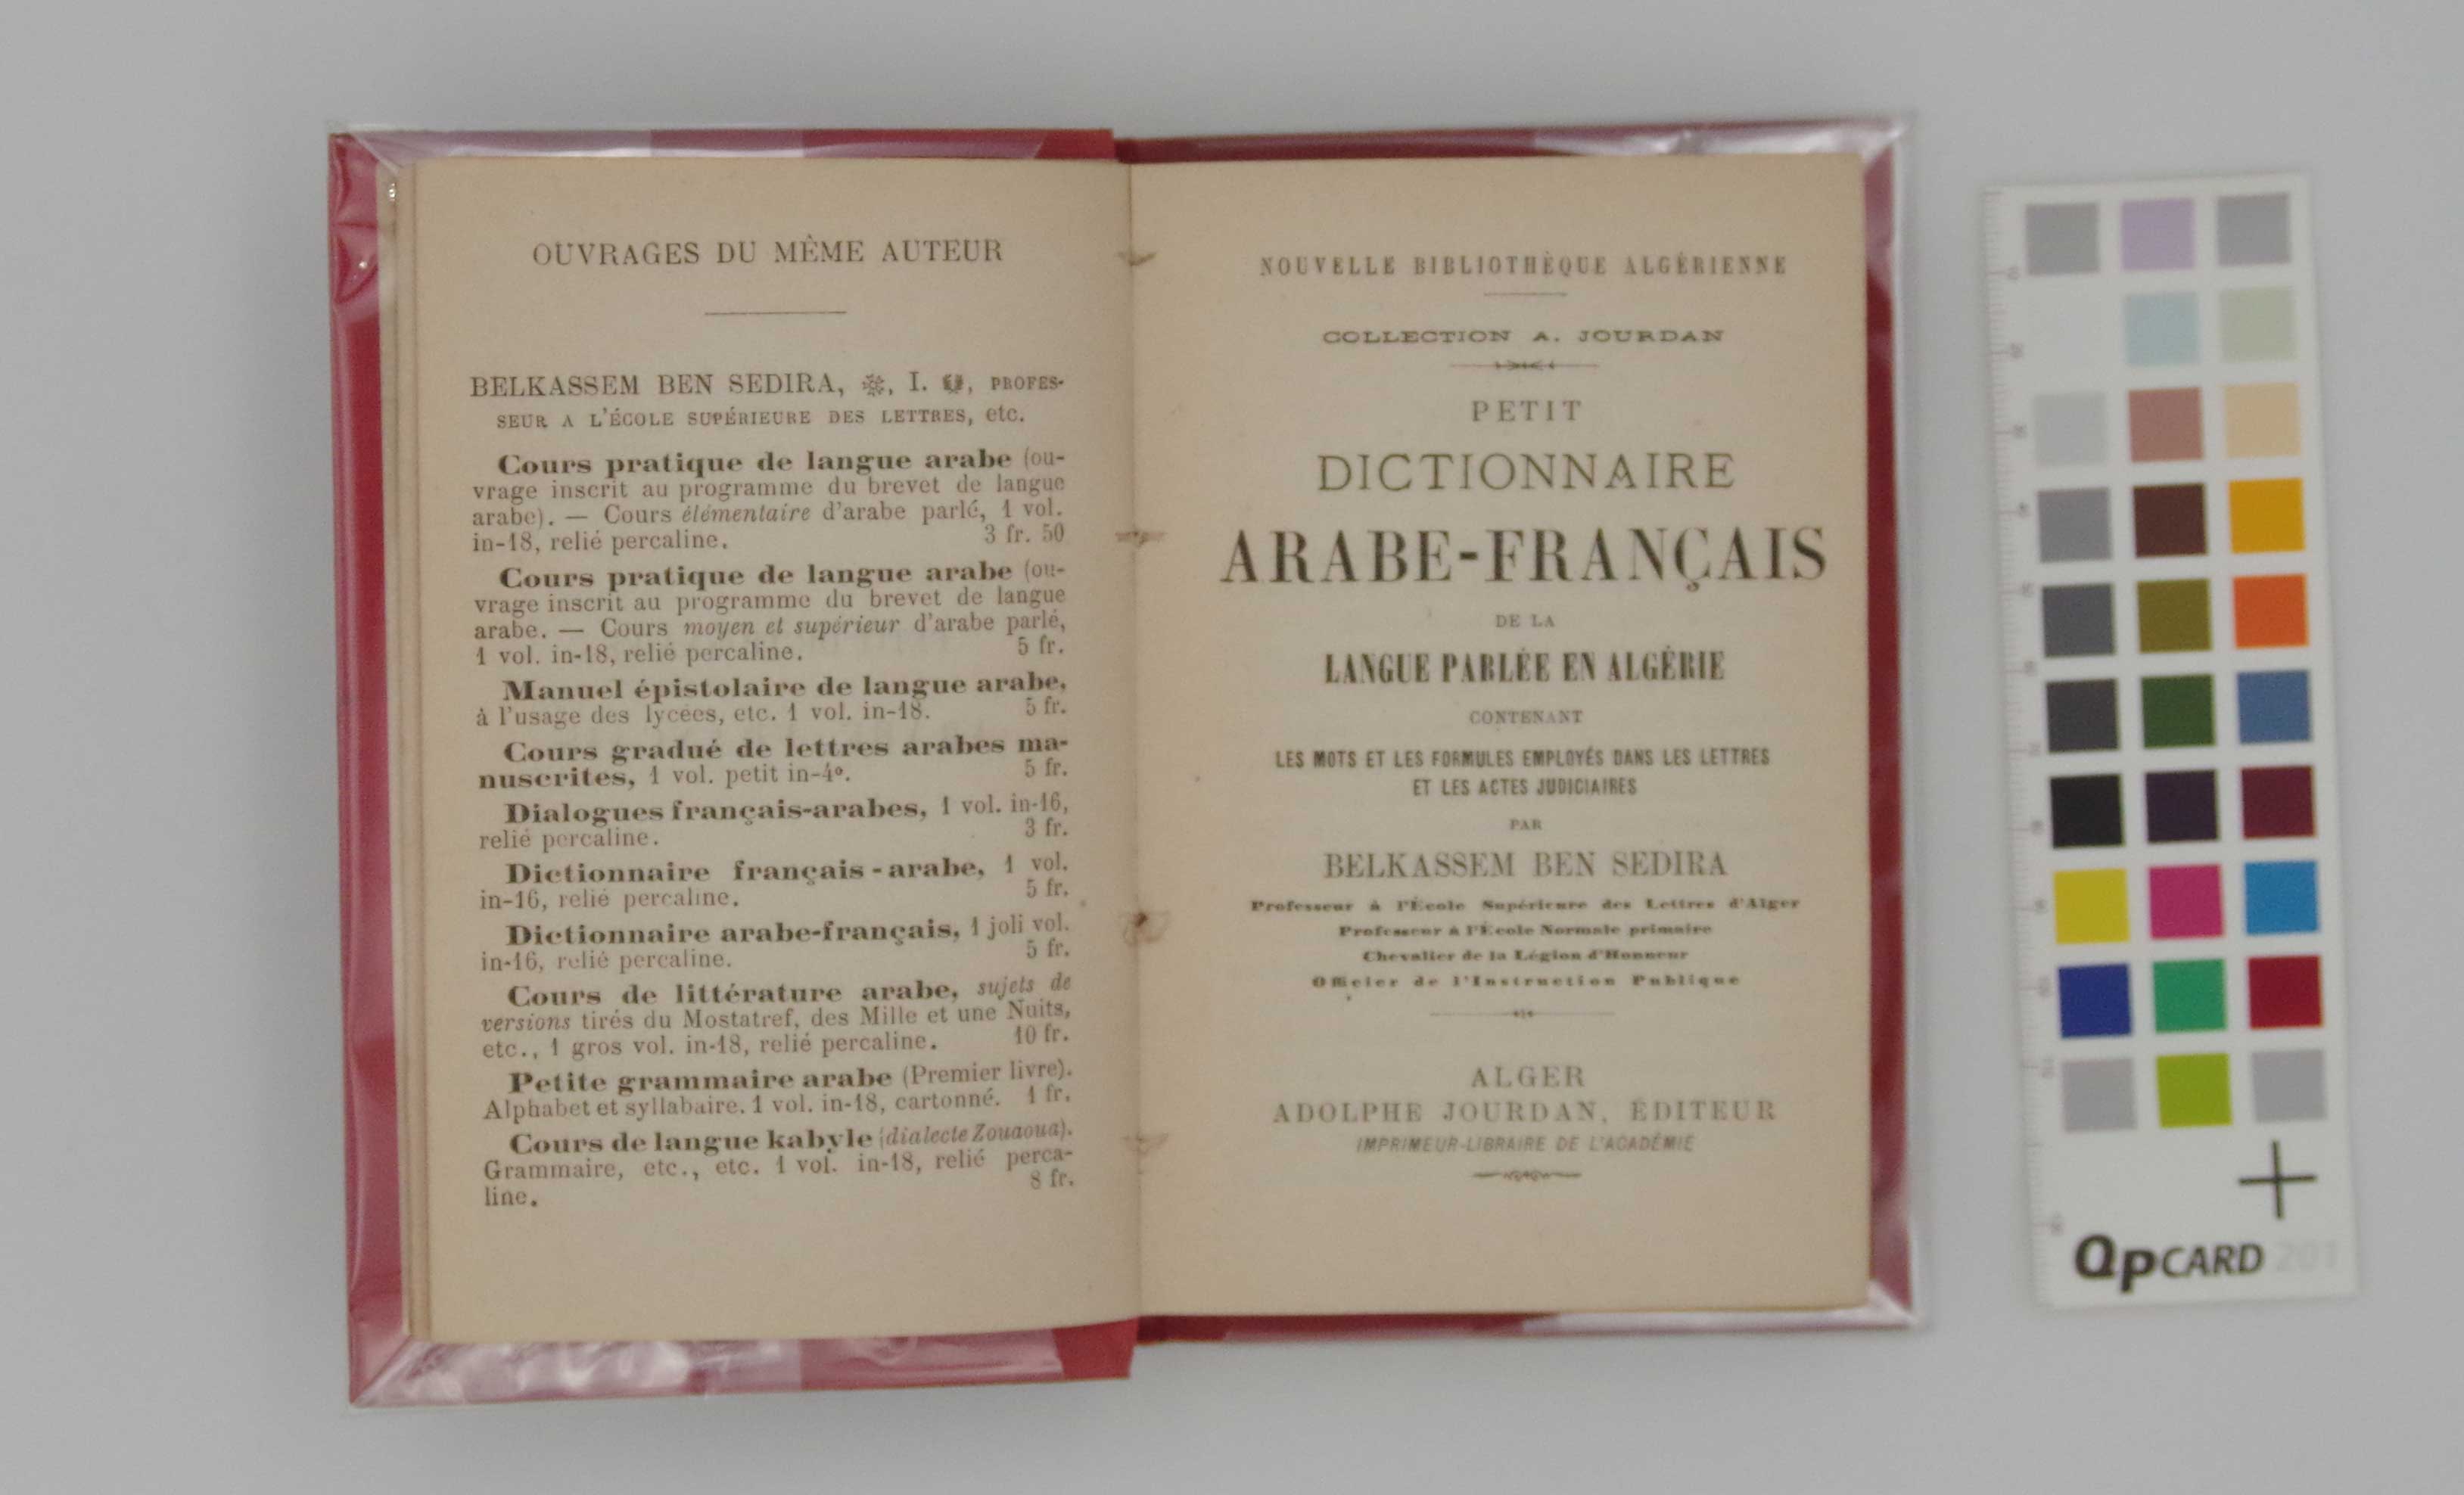 OUVRAGES DU MÊME AUTEUR
BELKASSEM BEN SEDIRA, I. PROFES-
SEUR A L'ÉCOLE SUPÉRIEURE DES LETTRES, etc.
Cours pratique de langue arabe (ou-
vrage inscrit au programme du brevet de langue
arabe). — Cours élémentaire d'arabe parlé, 1 vol.
in-18, relié percaline. 3 fr. 50
Cours pratique de langue arabe (ou-
vrage inscrit au programme du brevet de langue
arabe. — Cours moyen et supérieur d'arabe parlé,
1 vol. in-18, relié percaline. 5 fr.
Manuel épistolaire de langue arabe,
à l'usage des lycées, etc. 1 vol. in-18. 5 fr.
Cours gradué de lettres arabes ma-
nuscrites, 1 vol. petit in-4°. 5 fr.
Dialogues français-arabes, 1 vol. in-16,
relié percaline. 3 fr.
Dictionnaire français-arabe, 1 vol.
in-16, relié percaline. 5 fr.
Dictionnaire arabe-français, 1 joli vol.
in-16, relié percaline. 5 fr.
Cours de littérature arabe, sujets de
versions tirés du Mostatref, des Mille et une Nuits,
etc., 1 gros vol. in-18, relié percaline. 10 fr.
Petite grammaire arabe (Premier livre).
Alphabet et syllabaire. 1 vol. in-18, cartonné. 1 fr.
Cours de langue kabyle (dialecte Zouaoua).
Grammaire, etc., etc. 1 vol. in-18, relié perca-
line. 8 fr.
NOUVELLE BIBLIOTHÈQUE ALGÉRIENNE
COLLECTION A. JOURDAN
PETIT
DICTIONNAIRE
ARABE-FRANÇAIS
DE LA
LANGUE PARLÉE EN ALGÉRIE
CONTENANT
LES MOTS ET LES FORMULES EMPLOYÉS DANS LES LETTRES
ET LES ACTES JUDICIAIRES
PAR
BELKASSEM BEN SEDIRA
Professeur à l'École Supérieure des Lettres d'Alger
Professeur à l'École Normale primaire
Chevalier de la Légion d'Honneur
Officier de l'Instruction Publique
ALGER
ADOLPHE JOURDAN, ÉDITEUR
IMPRIMEUR-LIBRAIRE DE L'ACADÉMIE
QPCARD 201